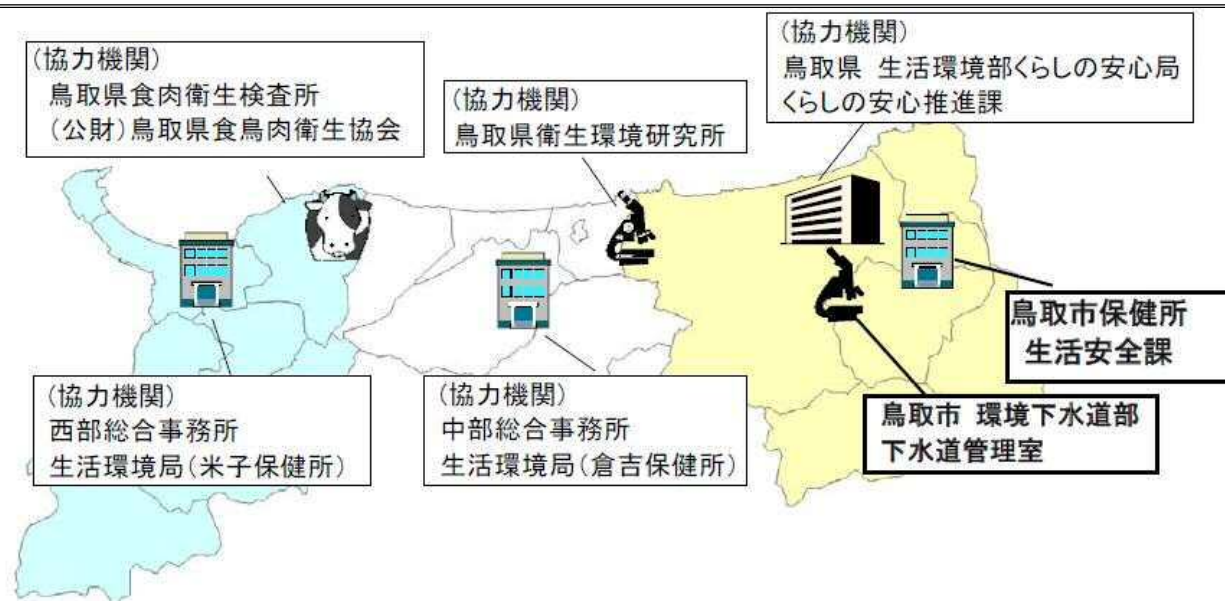 (協力機関)
鳥取県食肉衛生検査所
(公財)鳥取県食鳥肉衛生協会
(協力機関)
鳥取県衛生環境研究所
(協力機関)
鳥取県 生活環境部くらしの安心局
くらしの安心推進課
鳥取市保健所
生活安全課
(協力機関)
西部総合事務所
生活環境局(米子保健所)
(協力機関)
中部総合事務所
生活環境局(倉吉保健所)
鳥取市 環境下水道部
下水道管理室